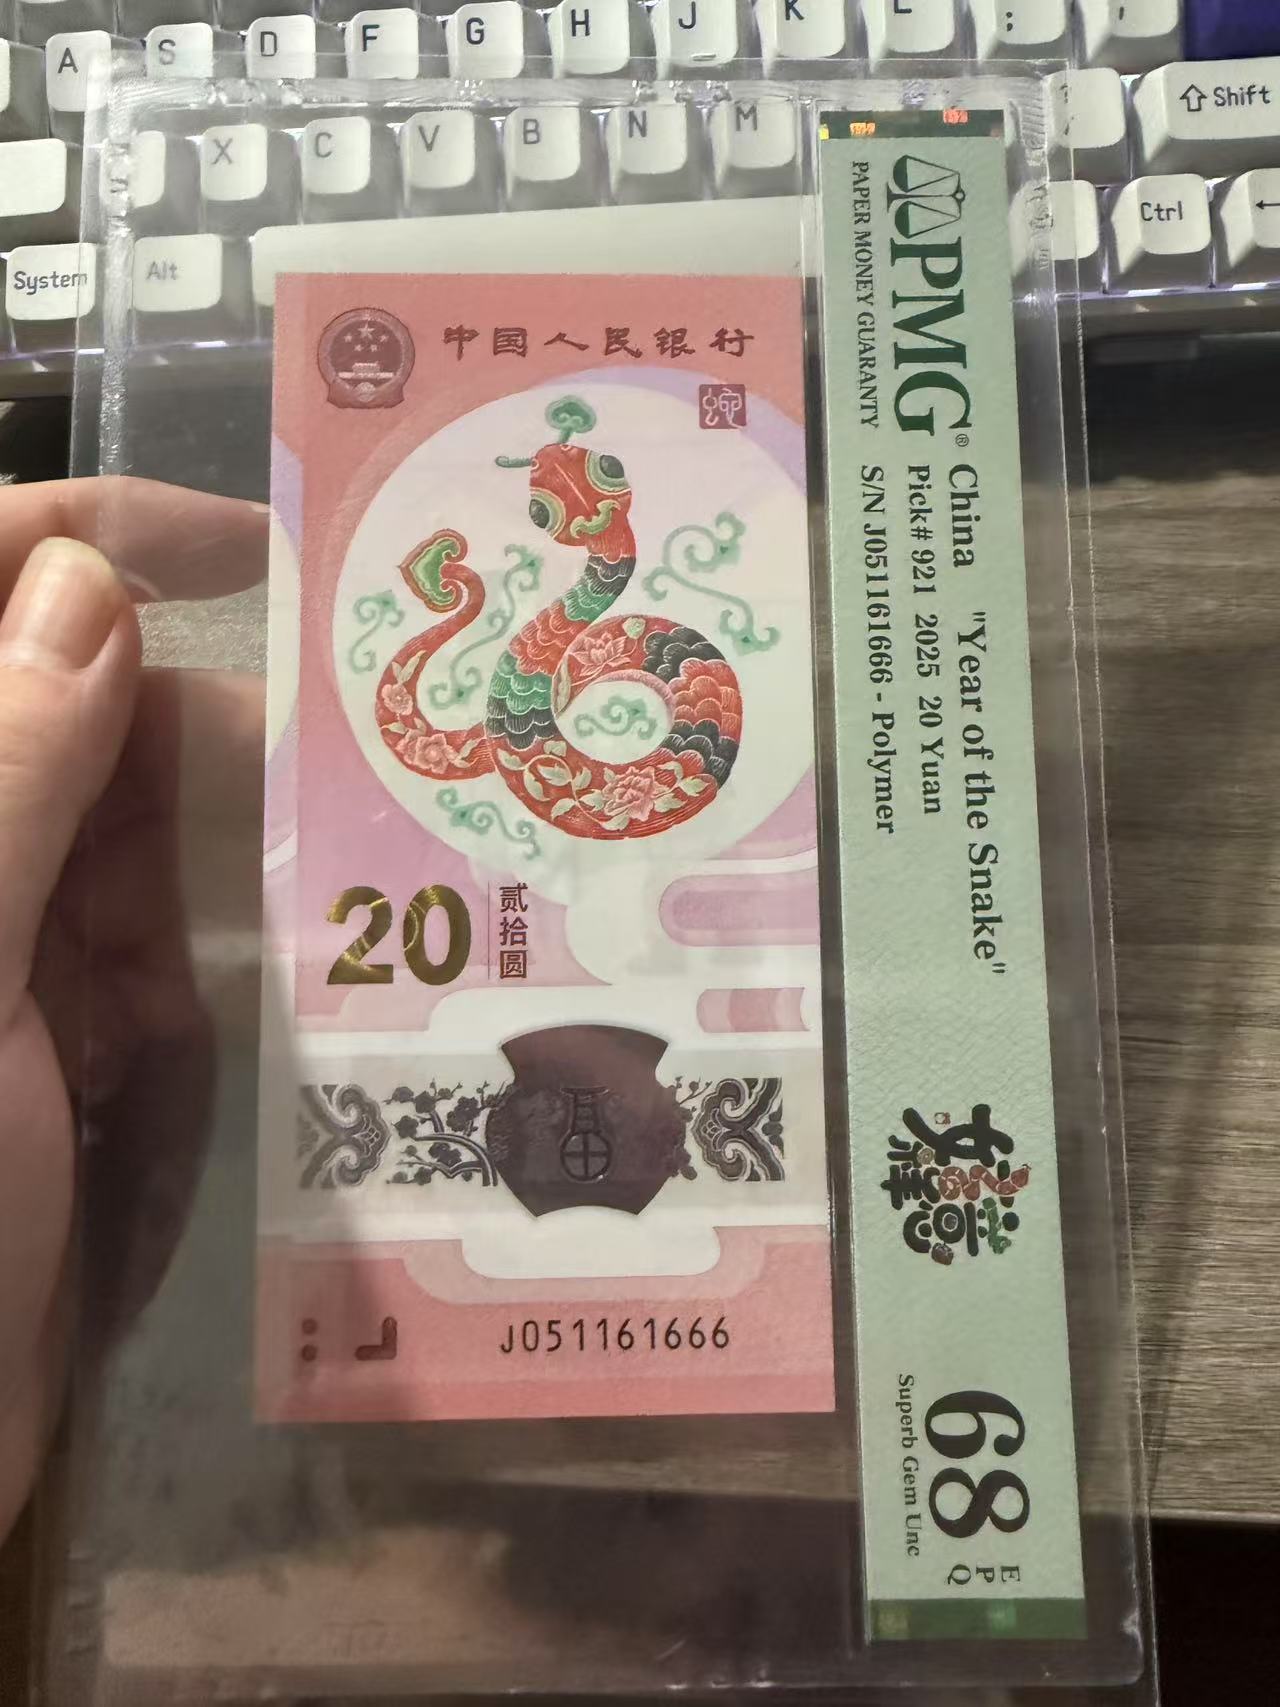 A S D F G H J K L : ;
X C V B N M ? Shift
System Alt Ctrl
中国人民银行
蛇
20 贰拾圆
J051161666
PMG®
PAPER MONEY GUARANTY
China "Year of the Snake"
Pick# 921 2025 20 Yuan
S/N J051161666 - Polymer
68 EPQ
Superb Gem Unc